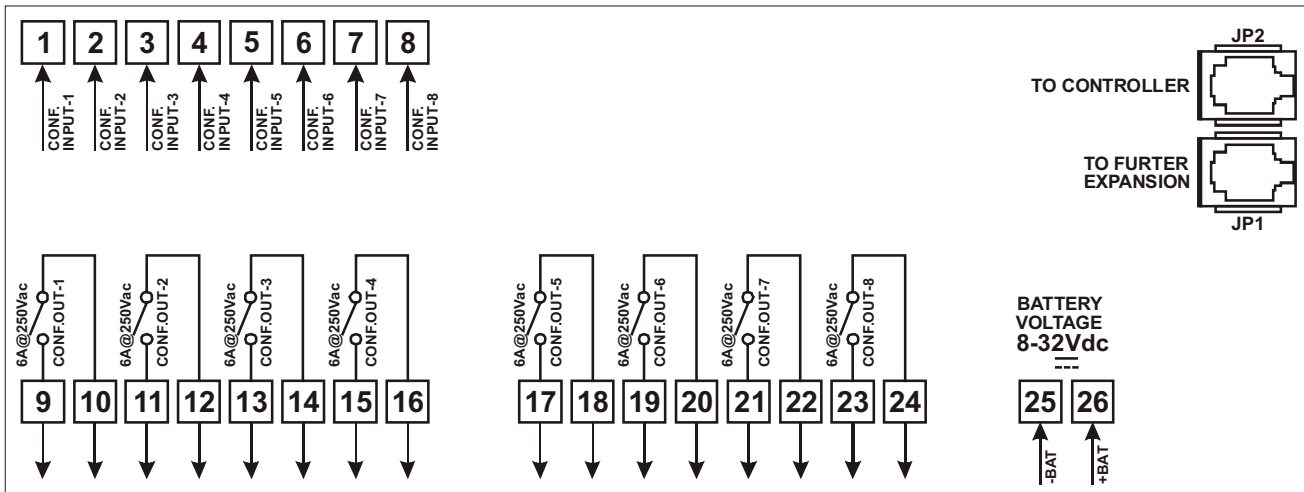 1 2 3 4 5 6 7 8
CONF.
INPUT-1
CONF.
INPUT-2
CONF.
INPUT-3
CONF.
INPUT-4
CONF.
INPUT-5
CONF.
INPUT-6
CONF.
INPUT-7
CONF.
INPUT-8
JP2
TO CONTROLLER
TO FURTER
EXPANSION
JP1
6A@250Vac
CONF.OUT-1
6A@250Vac
CONF.OUT-2
6A@250Vac
CONF.OUT-3
6A@250Vac
CONF.OUT-4
6A@250Vac
CONF.OUT-5
6A@250Vac
CONF.OUT-6
6A@250Vac
CONF.OUT-7
6A@250Vac
CONF.OUT-8
BATTERY
VOLTAGE
8-32Vdc
9 10 11 12 13 14 15 16 17 18 19 20 21 22 23 24 25 26
-BAT
+BAT